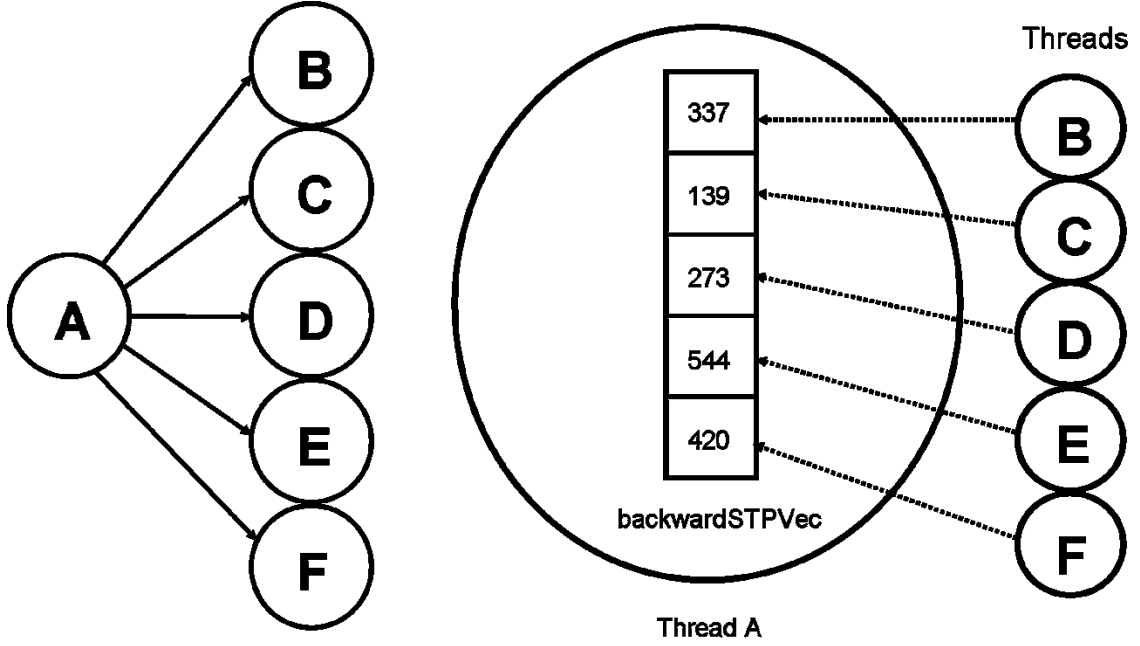 B
C
A
D
E
F
Threads
337
B
139
C
273
D
544
E
420
F
backwardSTPVec
Thread A